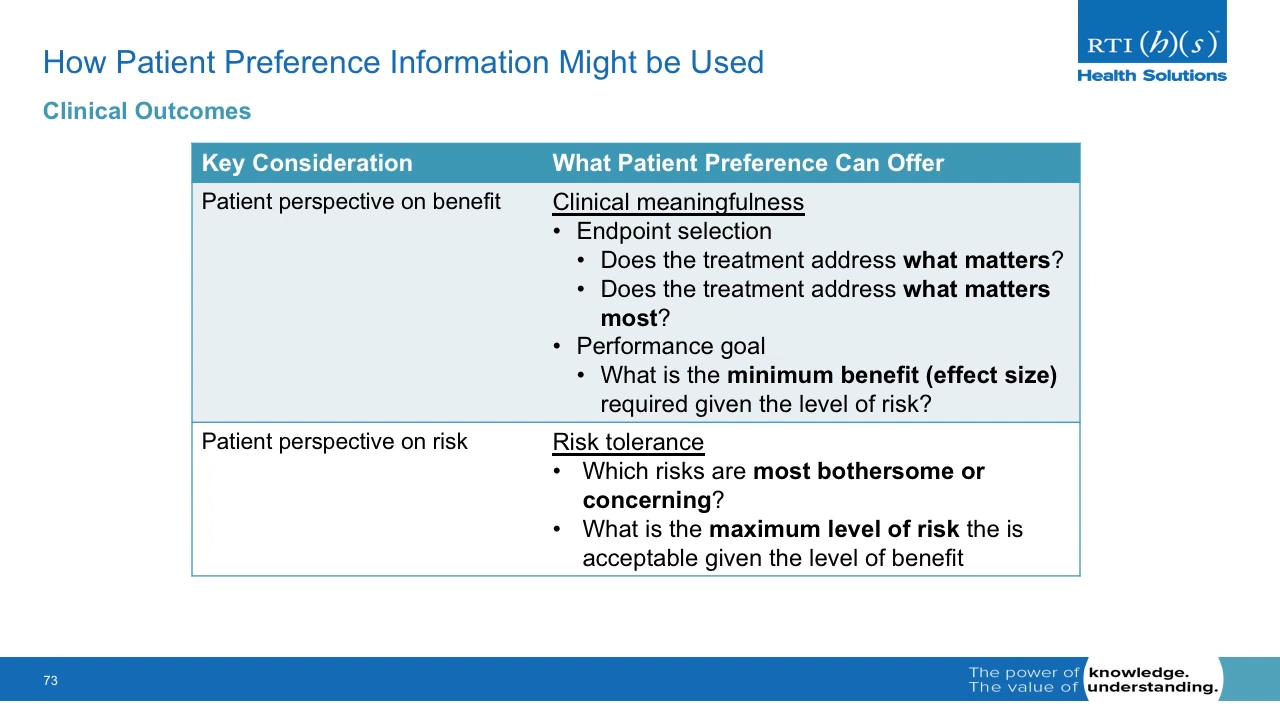 How Patient Preference Information Might be Used
RTI (h)(s)™
Health Solutions
Clinical Outcomes
Key Consideration
What Patient Preference Can Offer
Patient perspective on benefit
Clinical meaningfulness
• Endpoint selection
• Does the treatment address what matters?
• Does the treatment address what matters
most?
• Performance goal
• What is the minimum benefit (effect size)
required given the level of risk?
Patient perspective on risk
Risk tolerance
• Which risks are most bothersome or
concerning?
• What is the maximum level of risk the is
acceptable given the level of benefit
73
The power of knowledge.
The value of understanding.